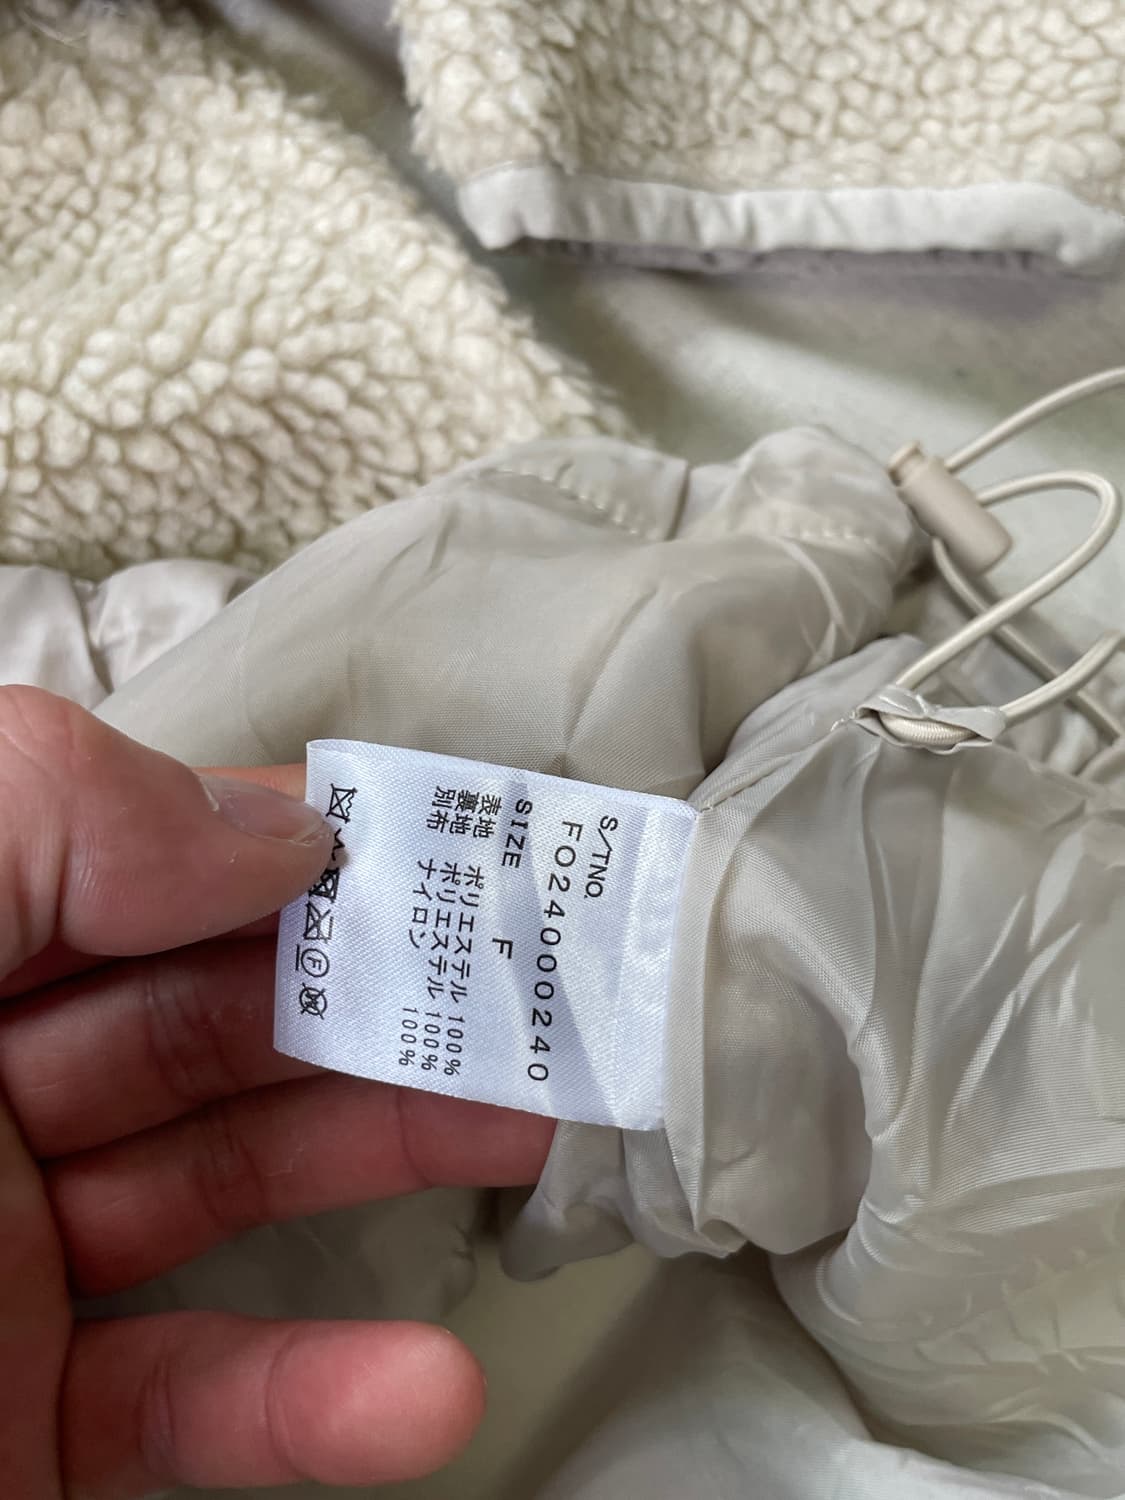 S/TNO.
FO24000240
SIZE F
表地 ポリエステル 100%
裏地 ポリエステル 100%
別布 ナイロン 100%